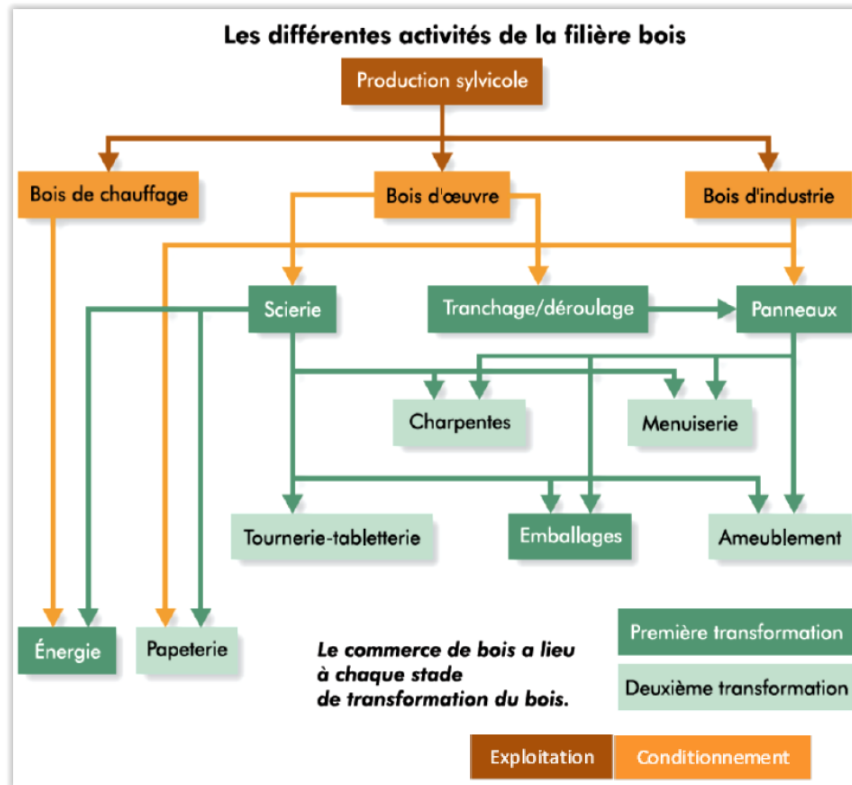 Les différentes activités de la filière bois
Production sylvicole
Bois de chauffage
Bois d'œuvre
Bois d'industrie
Scierie
Tranchage/déroulage
Panneaux
Charpentes
Menuiserie
Tournerie-tabletterie
Emballages
Ameublement
Énergie
Papeterie
Le commerce de bois a lieu
à chaque stade
de transformation du bois.
Première transformation
Deuxième transformation
Exploitation
Conditionnement